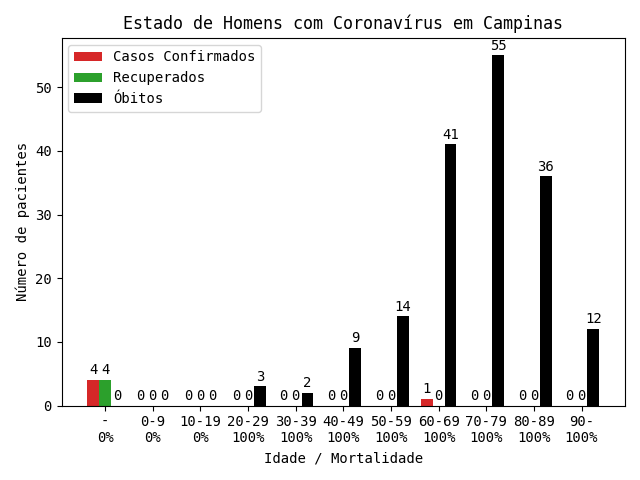 Estado de Homens com Coronavírus em Campinas
Casos Confirmados
Recuperados
Óbitos
Número de pacientes
50
40
30
20
10
0
4 4 0
0 0 0
0 0 0
0 0 3
0 0 2
0 0 9
0 0 14
1 0 41
0 0 55
0 0 36
0 0 12
- 0-9 10-19 20-29 30-39 40-49 50-59 60-69 70-79 80-89 90-
0% 0% 0% 100% 100% 100% 100% 100% 100% 100% 100%
Idade / Mortalidade